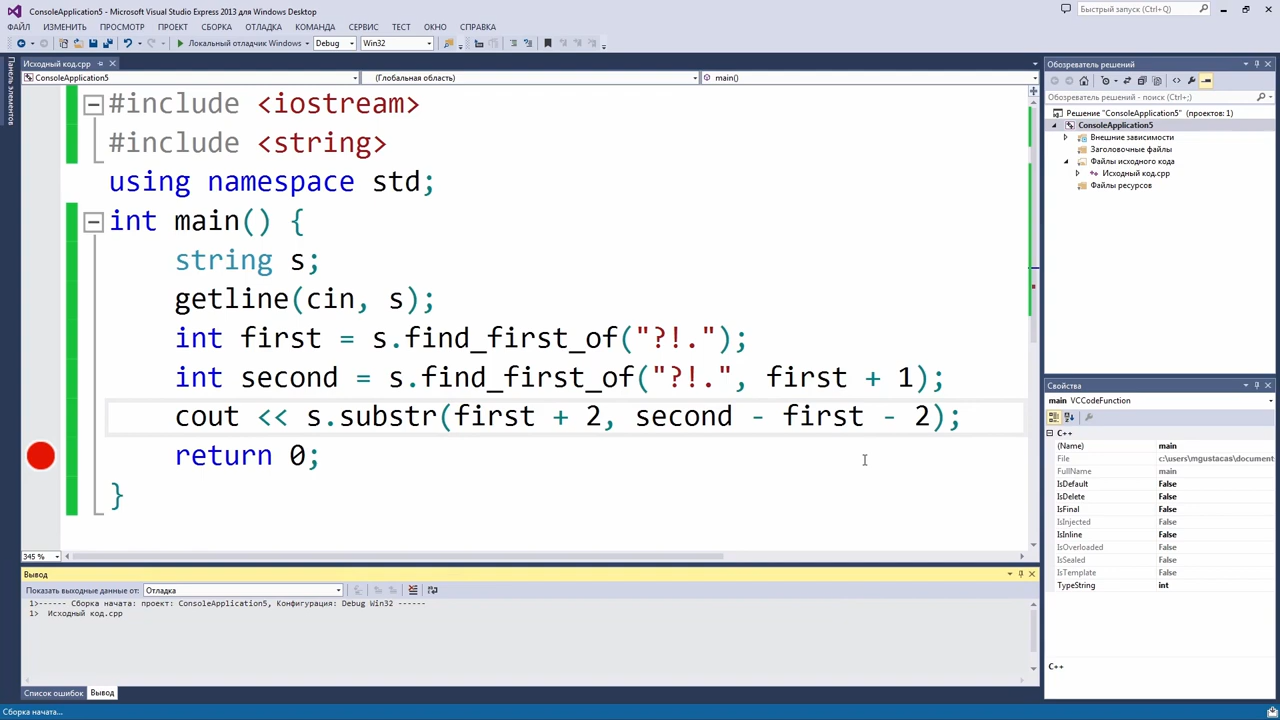 ConsoleApplication5 - Microsoft Visual Studio Express 2013 для Windows Desktop
Быстрый запуск (Ctrl+Q)
ФАЙЛ ИЗМЕНИТЬ ПРОСМОТР ПРОЕКТ СБОРКА ОТЛАДКА КОМАНДА СЕРВИС ТЕСТ ОКНО СПРАВКА
Локальный отладчик Windows Debug Win32
Панель элементов
Исходный код.cpp
ConsoleApplication5 (Глобальная область) main()
#include <iostream>
#include <string>
using namespace std;
int main() {
string s;
getline(cin, s);
int first = s.find_first_of("?!.");
int second = s.find_first_of("?!.", first + 1);
cout << s.substr(first + 2, second - first - 2);
return 0;
}
345 %
Вывод
Показать выходные данные от: Отладка
1>------ Сборка начата: проект: ConsoleApplication5, Конфигурация: Debug Win32 ------
1> Исходный код.cpp
Список ошибок Вывод
Сборка начата...
Обозреватель решений
Обозреватель решений - поиск (Ctrl+;)
Решение "ConsoleApplication5" (проектов: 1)
ConsoleApplication5
Внешние зависимости
Заголовочные файлы
Файлы исходного кода
Исходный код.cpp
Файлы ресурсов
Свойства
main VCCodeFunction
C++
(Name) main
File c:\users\mgustacas\document
FullName main
IsDefault False
IsDelete False
IsFinal False
IsInjected False
IsInline False
IsOverloaded False
IsSealed False
IsTemplate False
TypeString int
C++